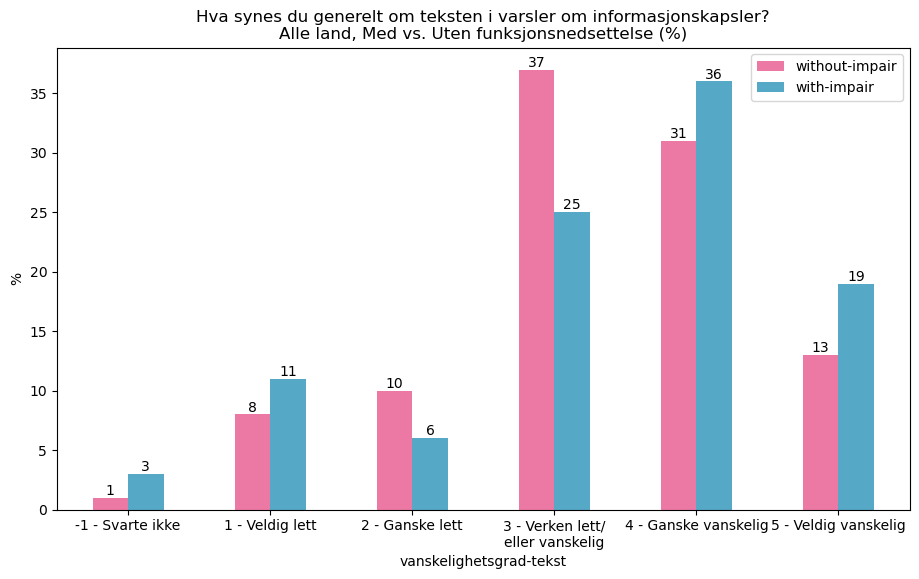 Hva synes du generelt om teksten i varsler om informasjonskapsler?
Alle land, Med vs. Uten funksjonsnedsettelse (%)
without-impair
with-impair
%
35
30
25
20
15
10
5
0
1
3
8
11
10
6
37
25
31
36
13
19
-1 - Svarte ikke
1 - Veldig lett
2 - Ganske lett
3 - Verken lett/
eller vanskelig
4 - Ganske vanskelig
5 - Veldig vanskelig
vanskelighetsgrad-tekst